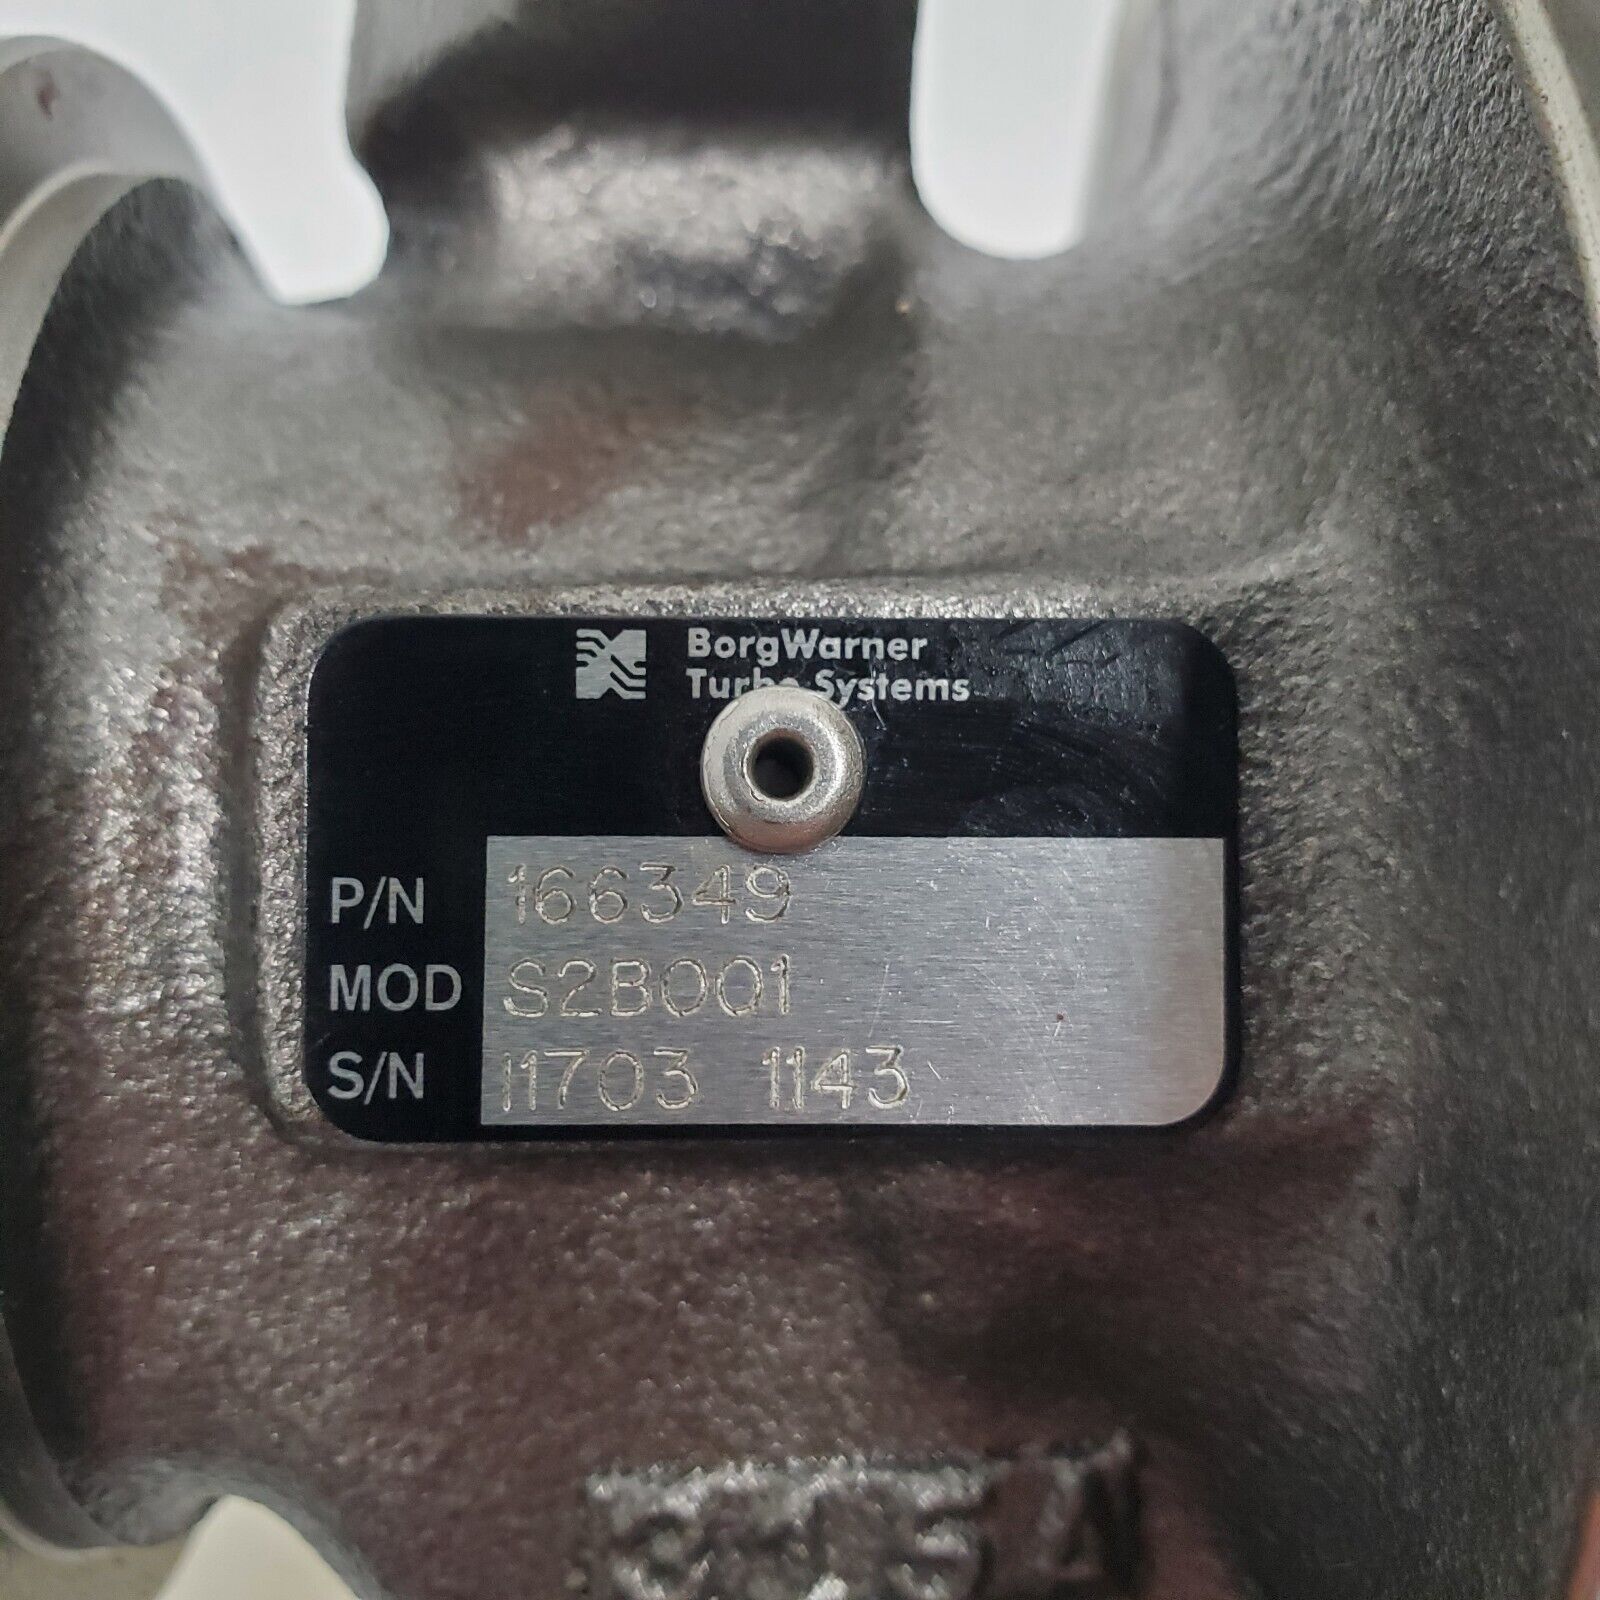 BorgWarner
Turbo Systems
P/N 166349
MOD S2B001
S/N 11703 1143